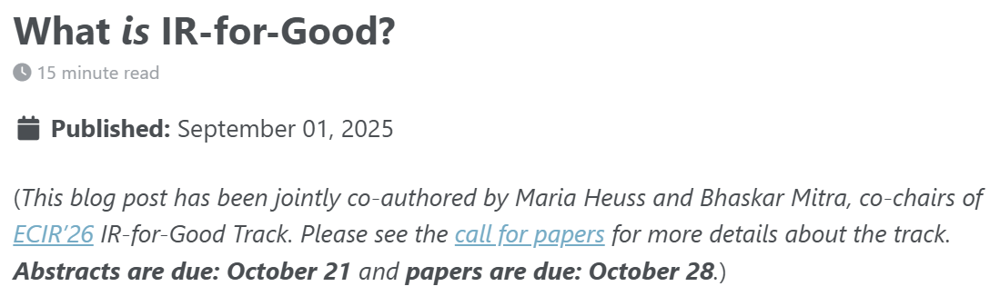 What is IR-for-Good?
15 minute read
Published: September 01, 2025
(This blog post has been jointly co-authored by Maria Heuss and Bhaskar Mitra, co-chairs of
ECIR’26 IR-for-Good Track. Please see the call for papers for more details about the track.
Abstracts are due: October 21 and papers are due: October 28.)